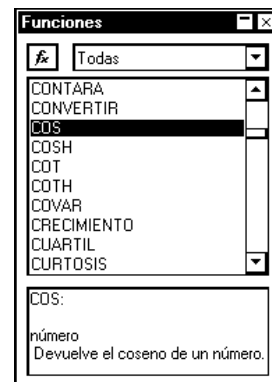 Funciones
fx Todas
CONTARA
CONVERTIR
COS
COSH
COT
COTH
COVAR
CRECIMIENTO
CUARTIL
CURTOSIS
COS:
número
Devuelve el coseno de un número.